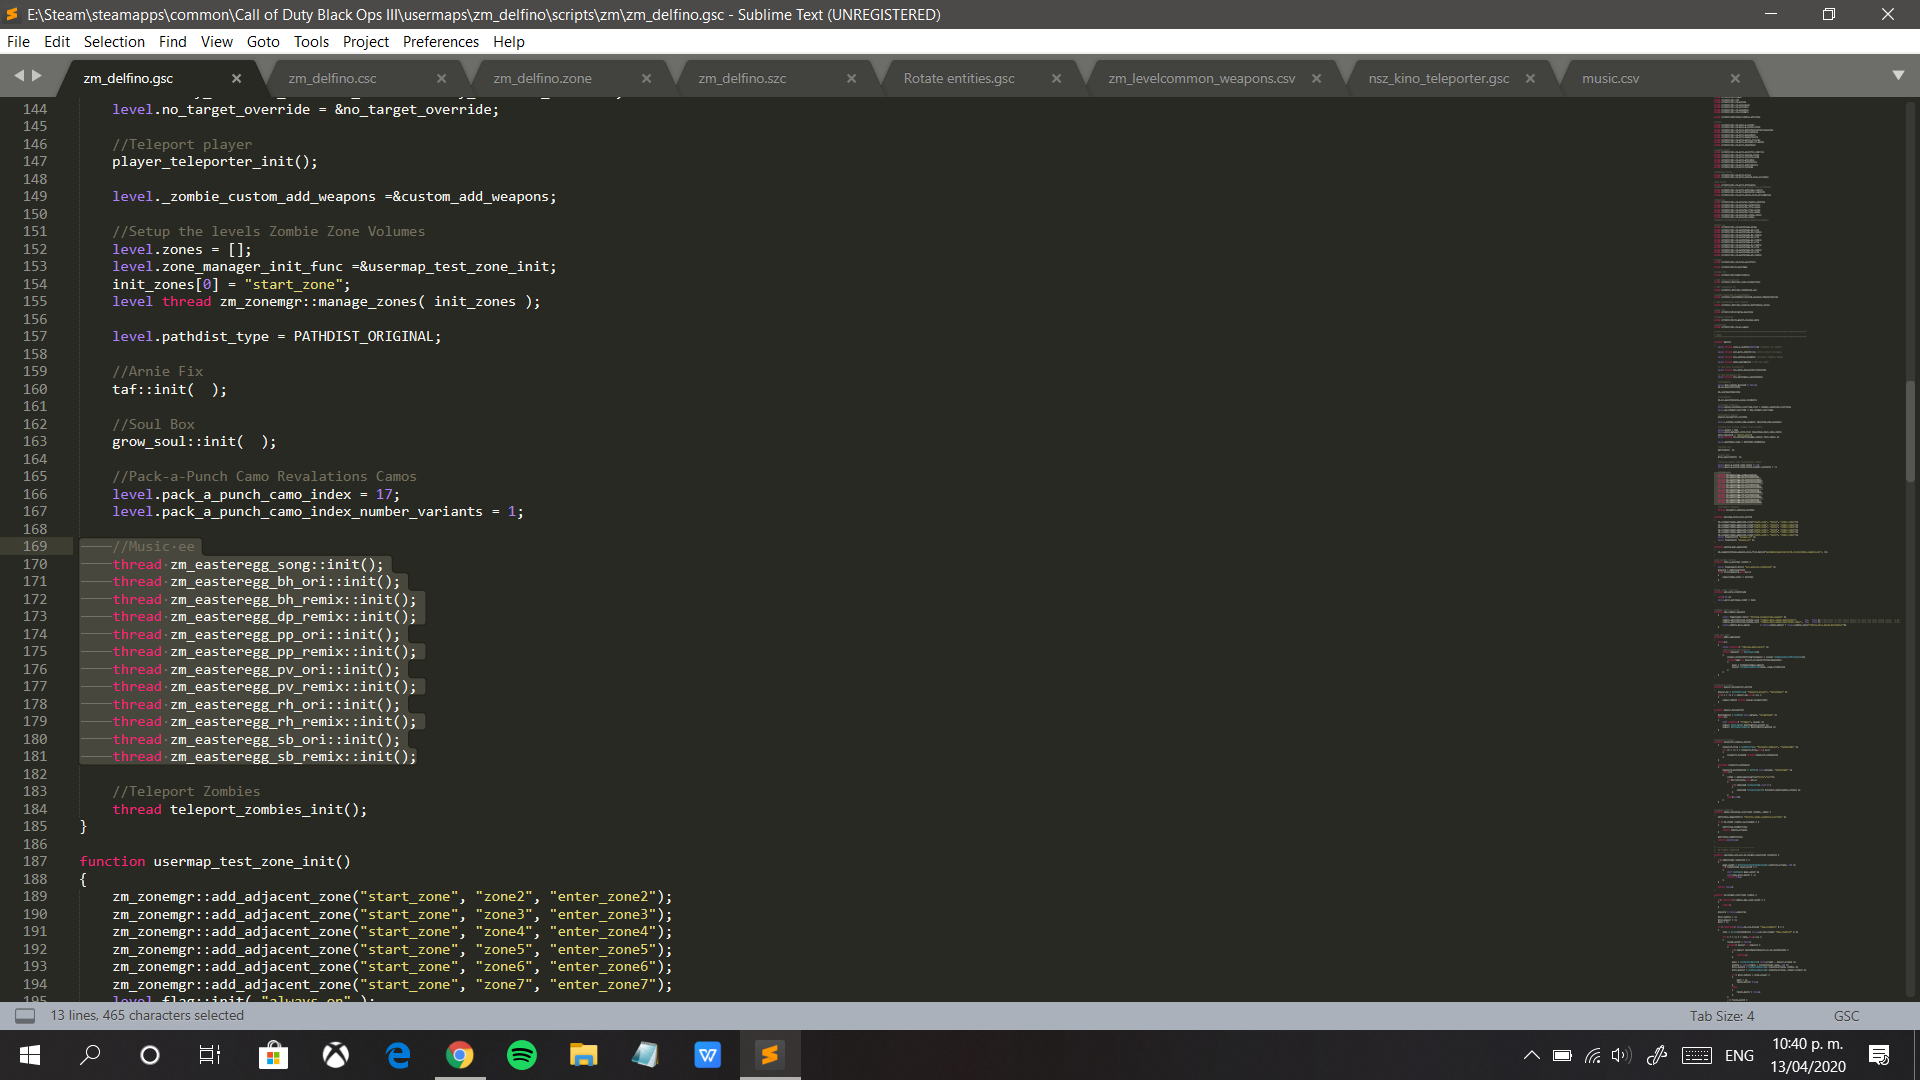 E:\Steam\steamapps\common\Call of Duty Black Ops III\usermaps\zm_delfino\scripts\zm\zm_delfino.gsc - Sublime Text (UNREGISTERED)
File Edit Selection Find View Goto Tools Project Preferences Help
zm_delfino.gsc zm_delfino.csc zm_delfino.zone zm_delfino.szc Rotate entities.gsc zm_levelcommon_weapons.csv nsz_kino_teleporter.gsc music.csv
144 level.no_target_override = &no_target_override;
145
146 //Teleport player
147 player_teleporter_init();
148
149 level._zombie_custom_add_weapons =&custom_add_weapons;
150
151 //Setup the levels Zombie Zone Volumes
152 level.zones = [];
153 level.zone_manager_init_func =&usermap_test_zone_init;
154 init_zones[0] = "start_zone";
155 level thread zm_zonemgr::manage_zones( init_zones );
156
157 level.pathdist_type = PATHDIST_ORIGINAL;
158
159 //Arnie Fix
160 taf::init(  );
161
162 //Soul Box
163 grow_soul::init(  );
164
165 //Pack-a-Punch Camo Revalations Camos
166 level.pack_a_punch_camo_index = 17;
167 level.pack_a_punch_camo_index_number_variants = 1;
168
169 //Music ee
170 thread zm_easteregg_song::init();
171 thread zm_easteregg_bh_ori::init();
172 thread zm_easteregg_bh_remix::init();
173 thread zm_easteregg_dp_remix::init();
174 thread zm_easteregg_pp_ori::init();
175 thread zm_easteregg_pp_remix::init();
176 thread zm_easteregg_pv_ori::init();
177 thread zm_easteregg_pv_remix::init();
178 thread zm_easteregg_rh_ori::init();
179 thread zm_easteregg_rh_remix::init();
180 thread zm_easteregg_sb_ori::init();
181 thread zm_easteregg_sb_remix::init();
182
183 //Teleport Zombies
184 thread teleport_zombies_init();
185 }
186
187 function usermap_test_zone_init()
188 {
189 zm_zonemgr::add_adjacent_zone("start_zone", "zone2", "enter_zone2");
190 zm_zonemgr::add_adjacent_zone("start_zone", "zone3", "enter_zone3");
191 zm_zonemgr::add_adjacent_zone("start_zone", "zone4", "enter_zone4");
192 zm_zonemgr::add_adjacent_zone("start_zone", "zone5", "enter_zone5");
193 zm_zonemgr::add_adjacent_zone("start_zone", "zone6", "enter_zone6");
194 zm_zonemgr::add_adjacent_zone("start_zone", "zone7", "enter_zone7");
195 level flag::init( "always_on" );
13 lines, 465 characters selected
Tab Size: 4
GSC
ENG
10:40 p. m.
13/04/2020